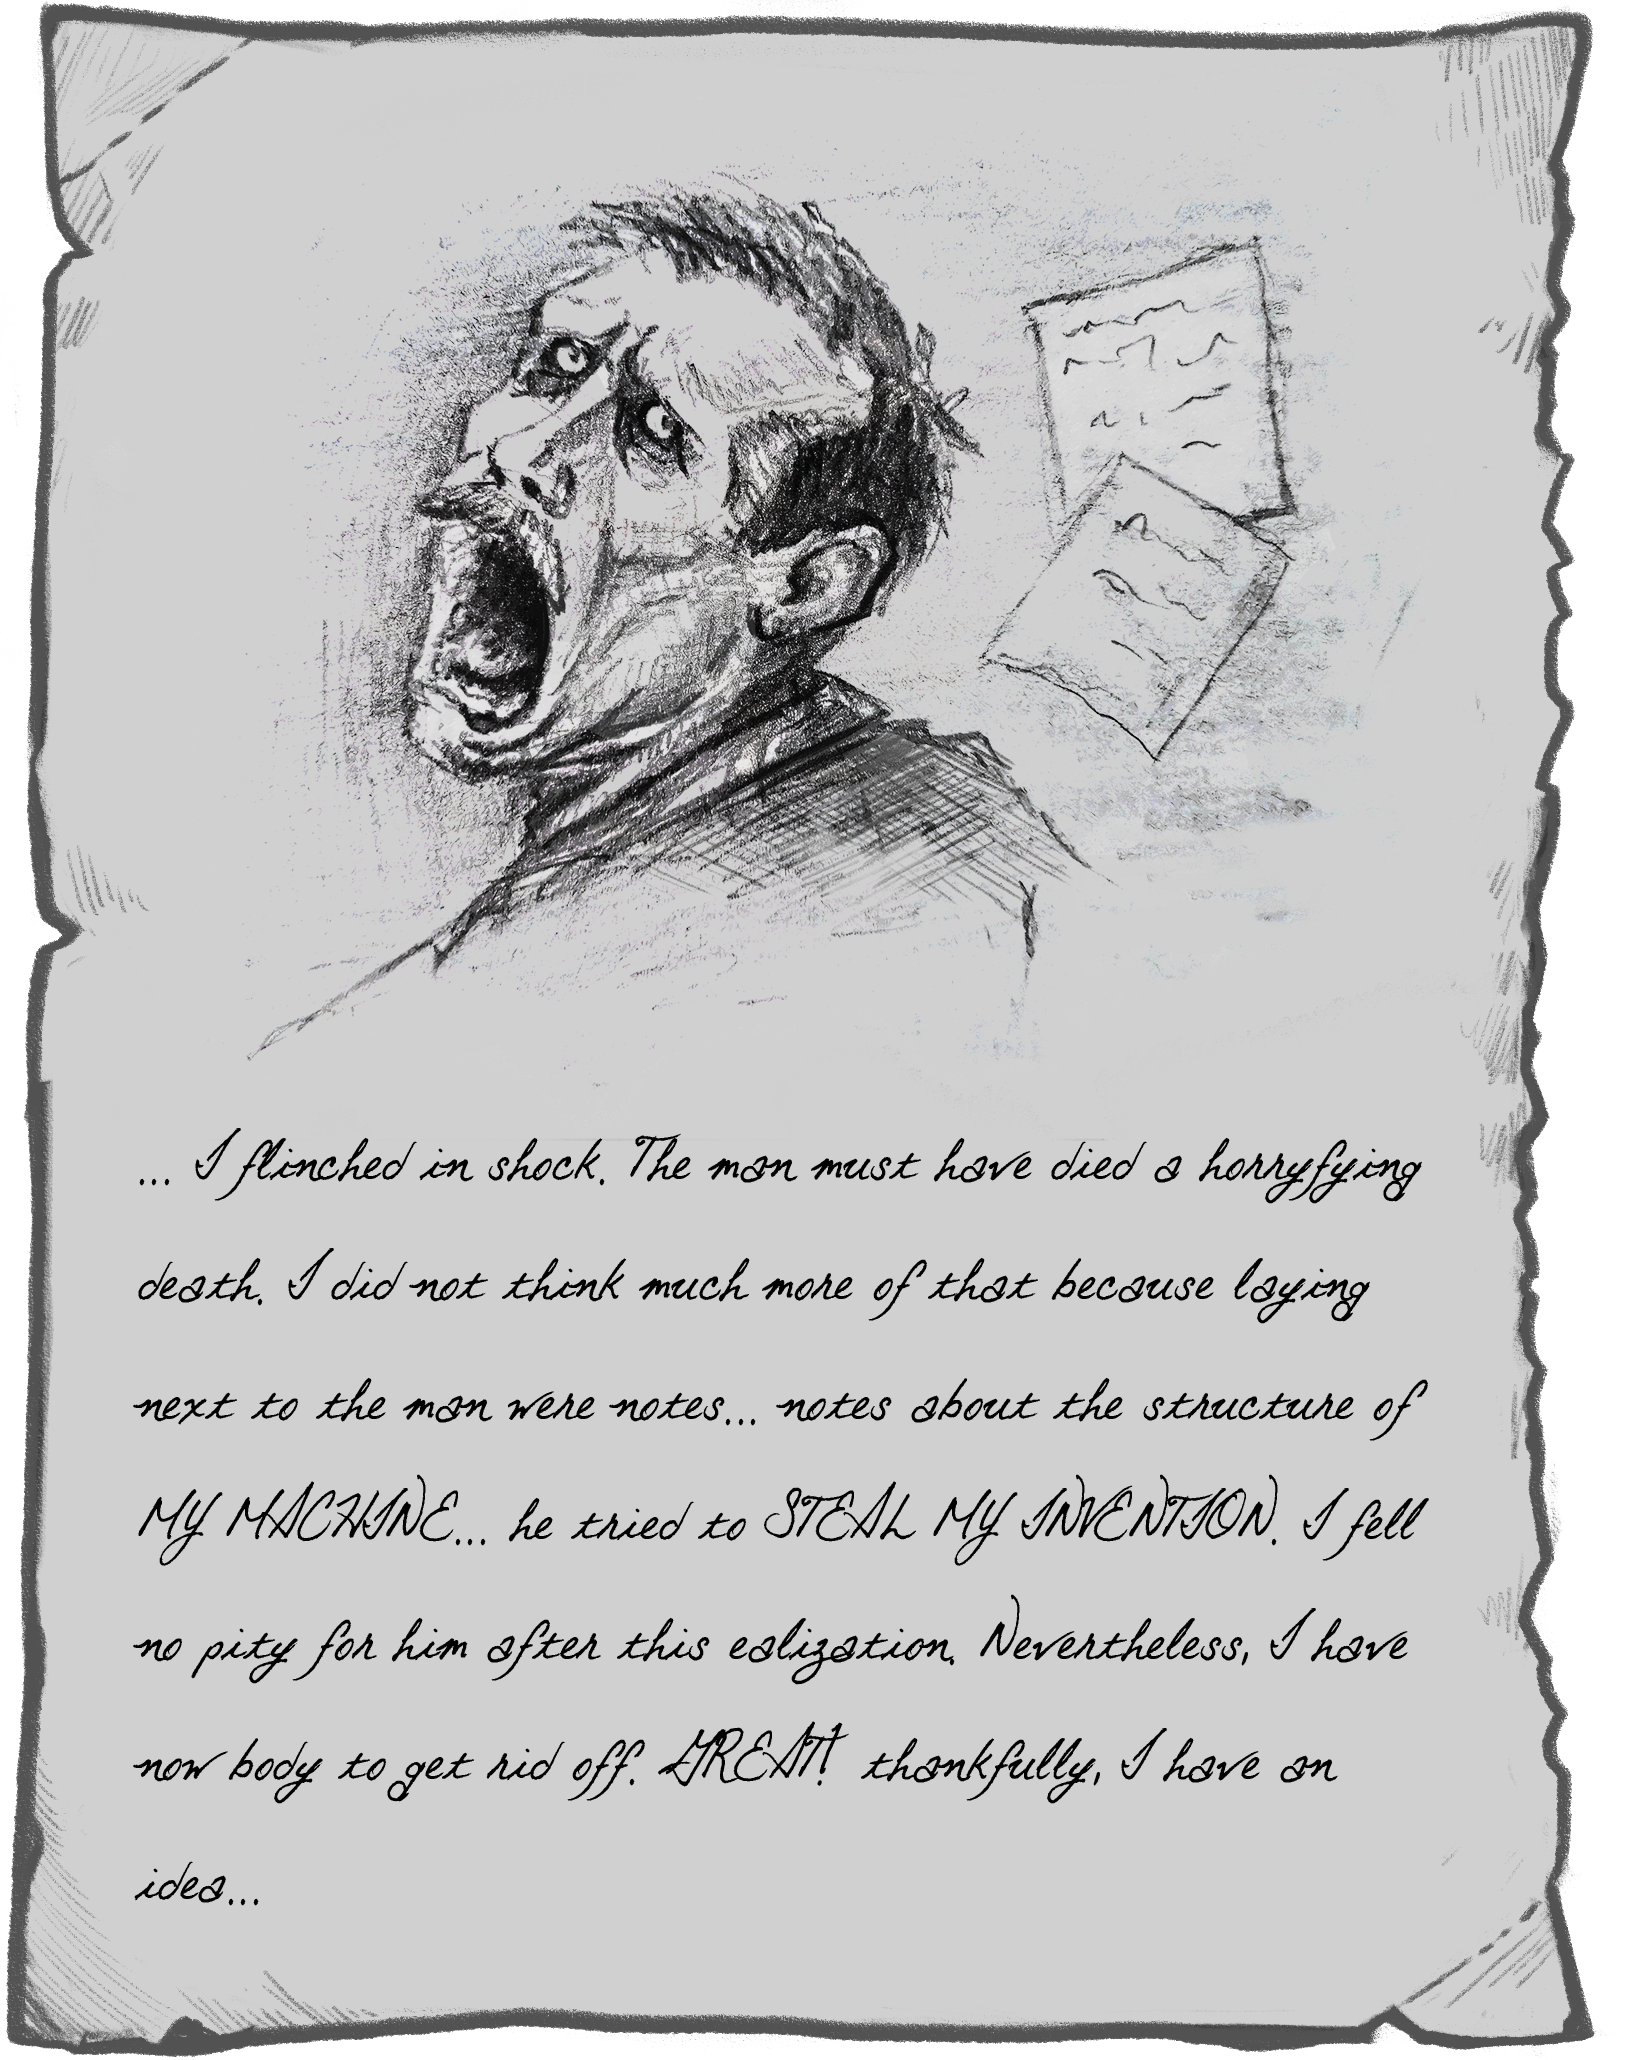 ... I flinched in shock. The man must have died a horryfying
death. I did not think much more of that because laying
next to the man were notes... notes about the structure of
MY MACHINE... he tried to STEAL MY INVENTION. I fell
no pity for him after this ealization. Nevertheless, I have
now body to get rid off. GREAT! thankfully, I have an
idea...